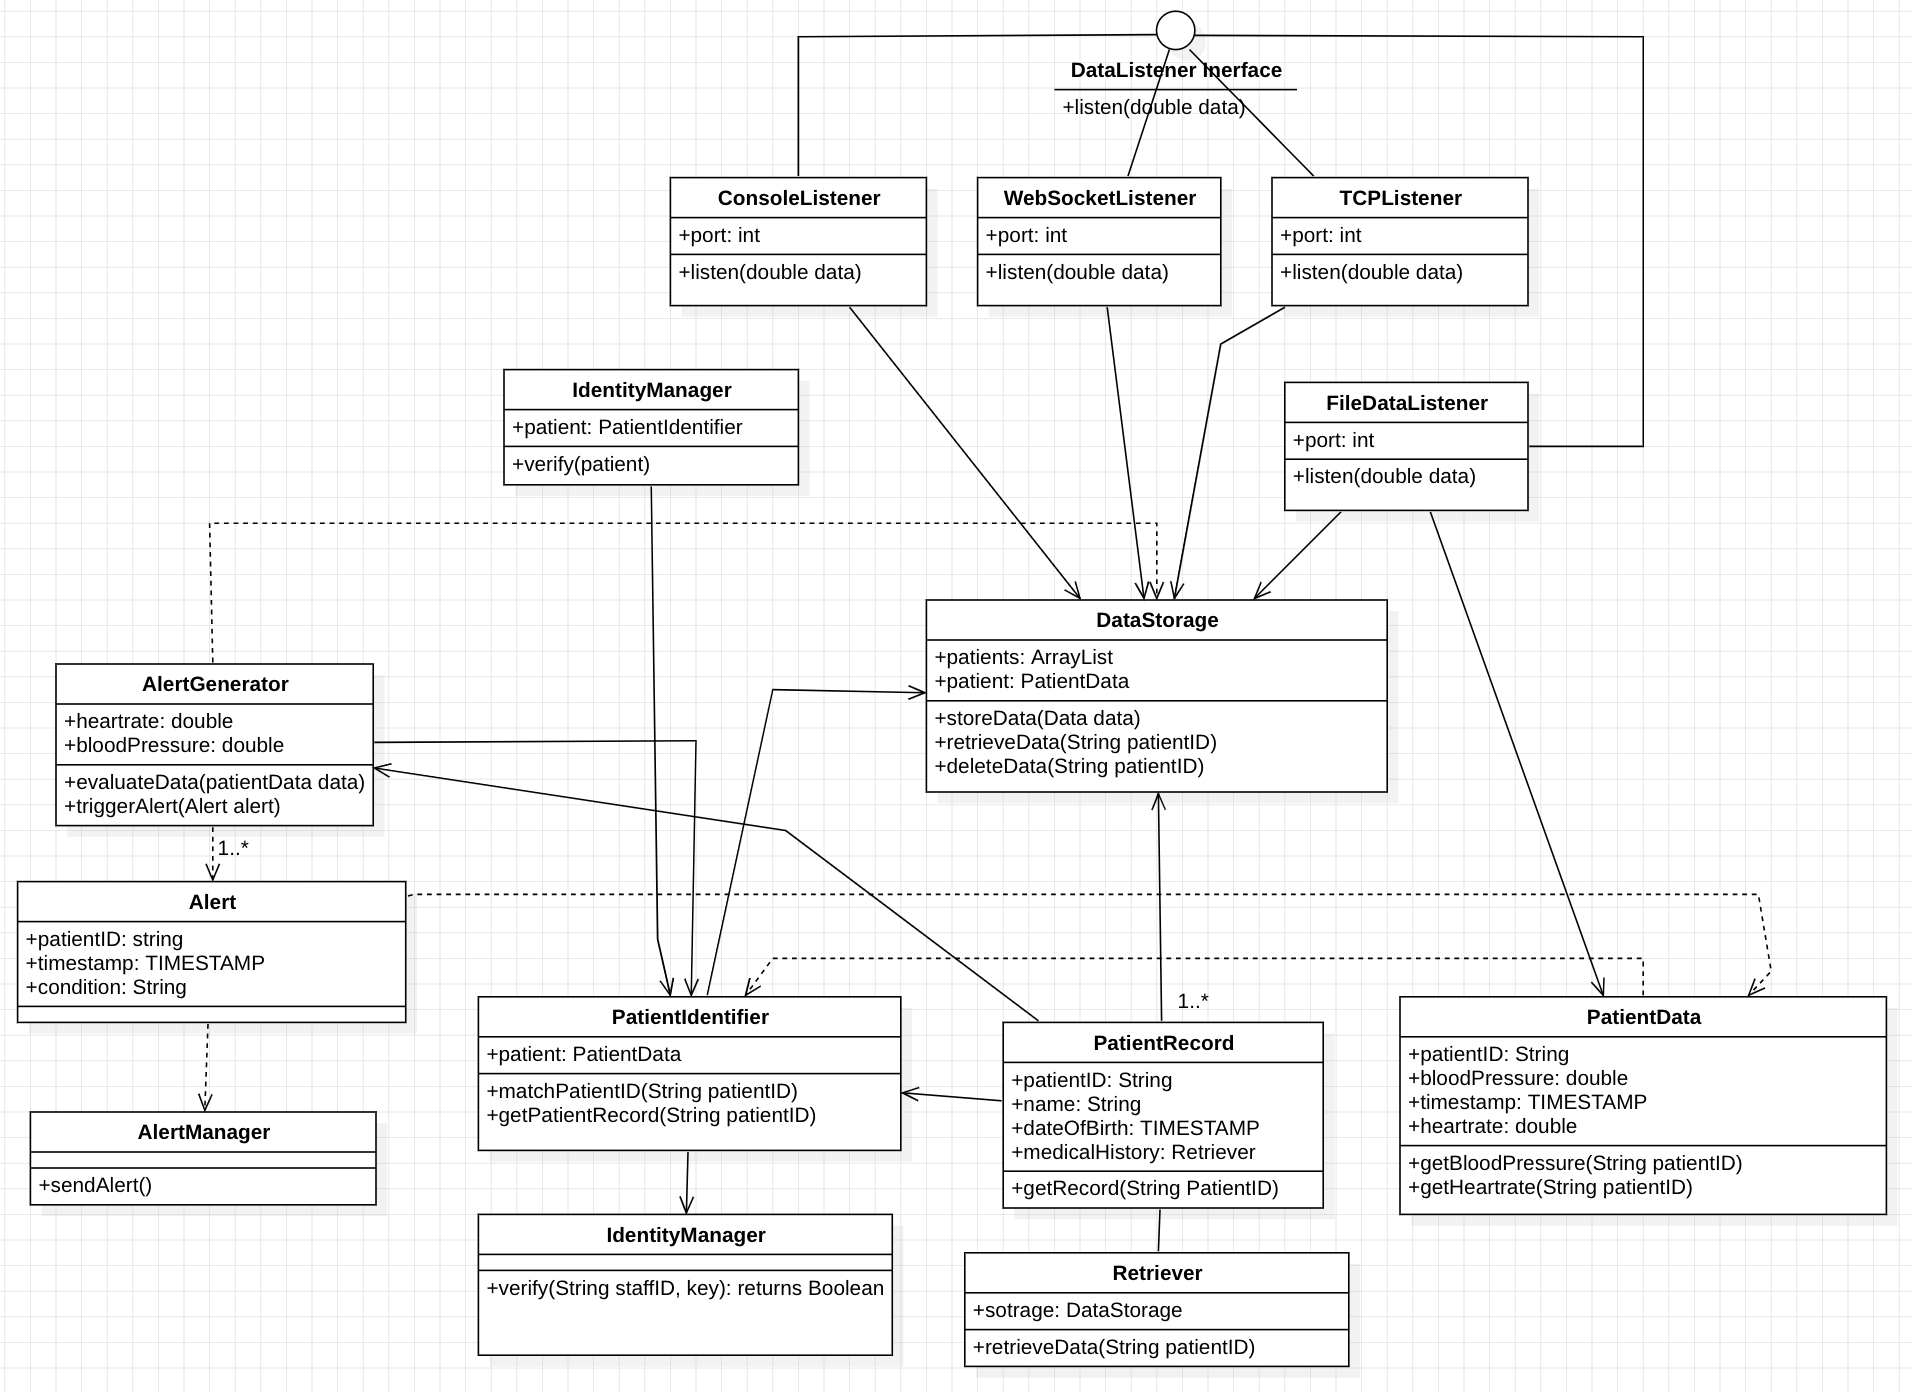 DataListener Inerface
+listen(double data)
ConsoleListener
+port: int
+listen(double data)
WebSocketListener
+port: int
+listen(double data)
TCPListener
+port: int
+listen(double data)
IdentityManager
+patient: PatientIdentifier
+verify(patient)
FileDataListener
+port: int
+listen(double data)
DataStorage
+patients: ArrayList
+patient: PatientData
+storeData(Data data)
+retrieveData(String patientID)
+deleteData(String patientID)
AlertGenerator
+heartrate: double
+bloodPressure: double
+evaluateData(patientData data)
+triggerAlert(Alert alert)
1..*
Alert
+patientID: string
+timestamp: TIMESTAMP
+condition: String
PatientIdentifier
+patient: PatientData
+matchPatientID(String patientID)
+getPatientRecord(String patientID)
1..*
PatientRecord
+patientID: String
+name: String
+dateOfBirth: TIMESTAMP
+medicalHistory: Retriever
+getRecord(String PatientID)
PatientData
+patientID: String
+bloodPressure: double
+timestamp: TIMESTAMP
+heartrate: double
+getBloodPressure(String patientID)
+getHeartrate(String patientID)
AlertManager
+sendAlert()
IdentityManager
+verify(String staffID, key): returns Boolean
Retriever
+sotrage: DataStorage
+retrieveData(String patientID)